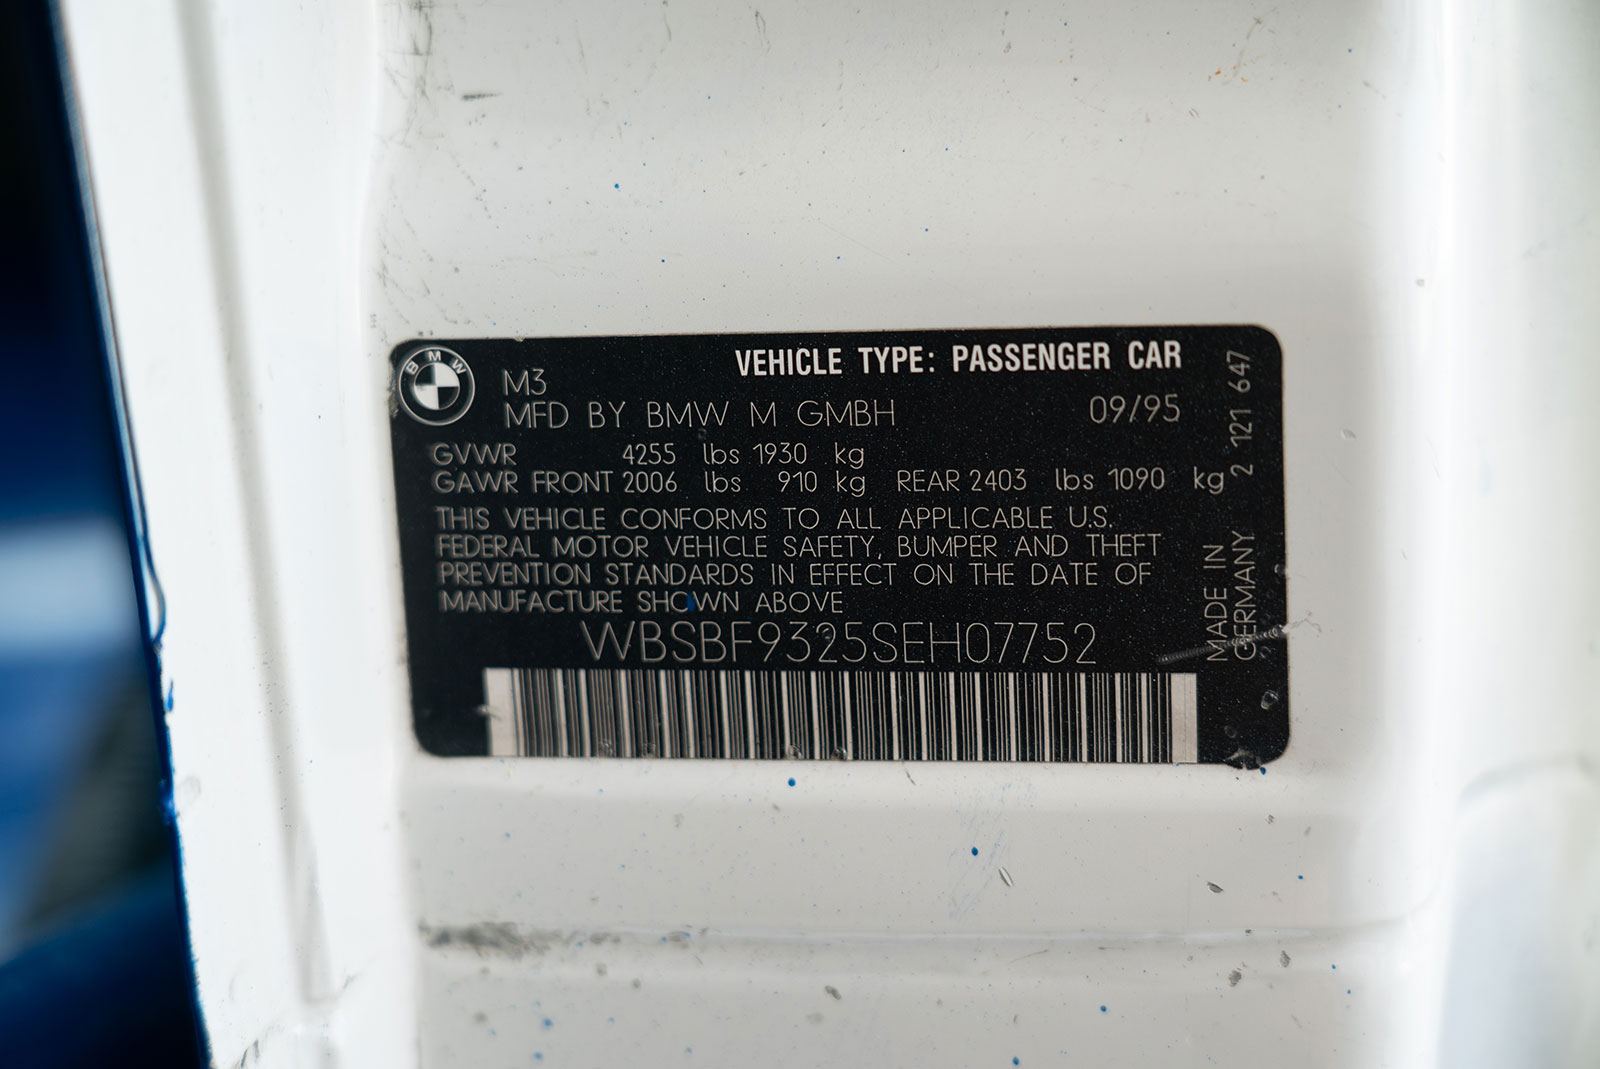 BMW
VEHICLE TYPE: PASSENGER CAR
M3
MFD BY BMW M GMBH 09/95
GVWR 4255 lbs 1930 kg
GAWR FRONT 2006 lbs 910 kg REAR 2403 lbs 1090 kg
THIS VEHICLE CONFORMS TO ALL APPLICABLE U.S.
FEDERAL MOTOR VEHICLE SAFETY, BUMPER AND THEFT
PREVENTION STANDARDS IN EFFECT ON THE DATE OF
MANUFACTURE SHOWN ABOVE
WBSBF9325SEH07752
MADE IN
GERMANY 2 121 647